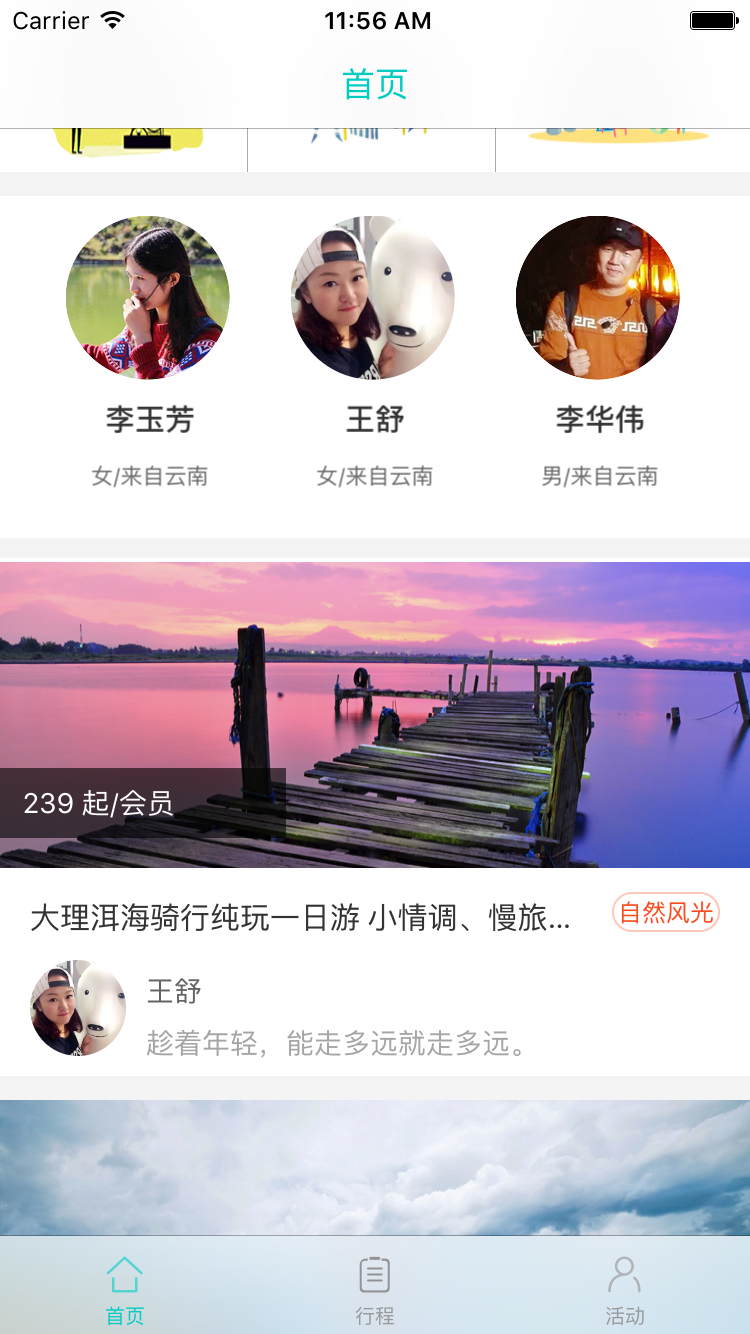 Carrier 11:56 AM
首页
李玉芳 王舒 李华伟
女/来自云南 女/来自云南 男/来自云南
239 起/会员
大理洱海骑行纯玩一日游 小情调、慢旅... 自然风光
王舒
趁着年轻，能走多远就走多远。
首页 行程 活动